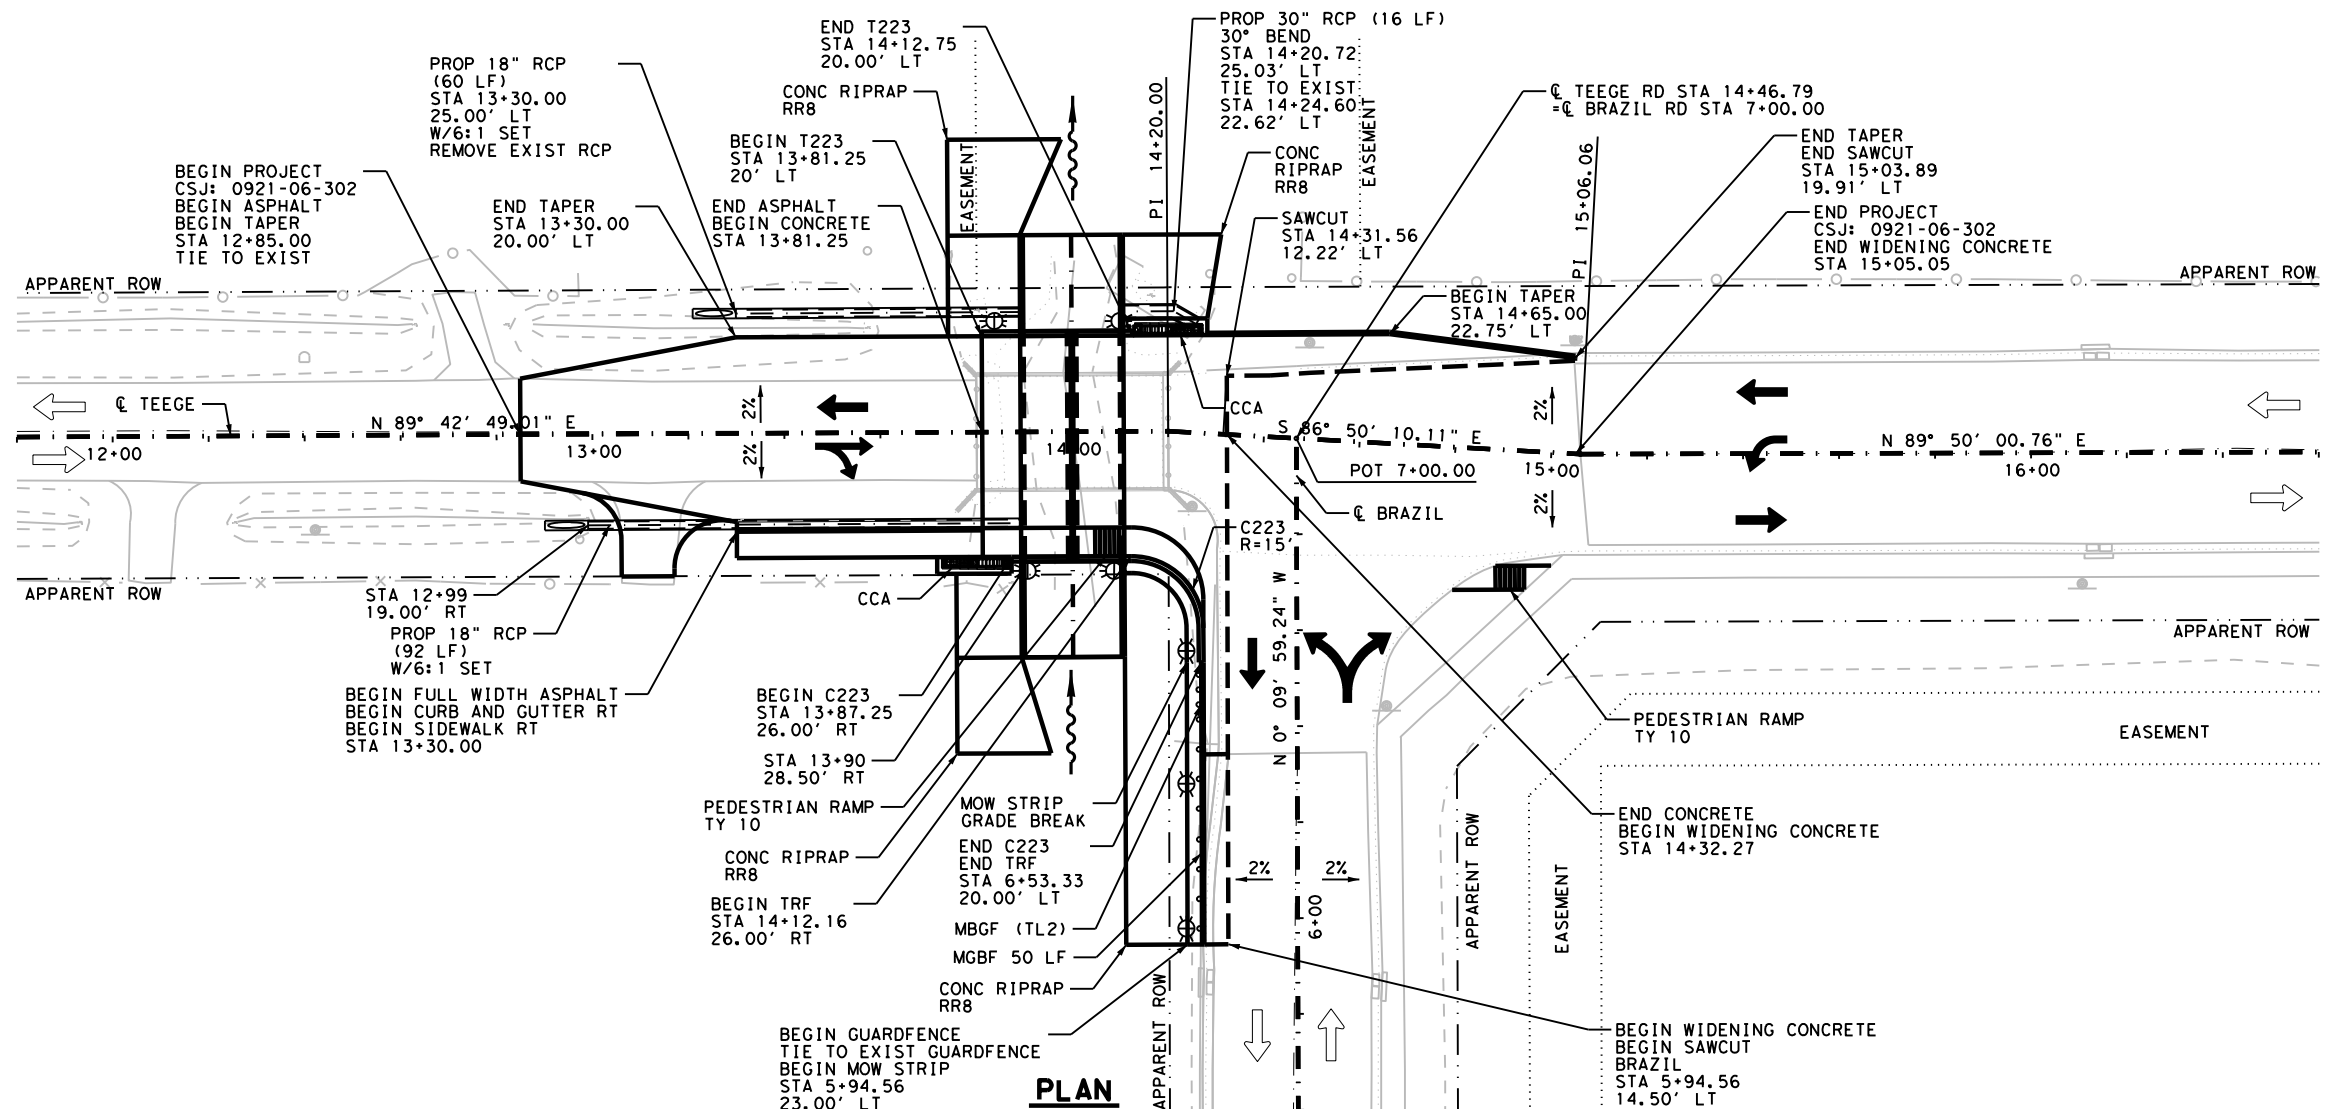 END T223
STA 14+12.75
20.00' LT
PROP 30" RCP (16 LF)
30° BEND
STA 14+20.72
25.03' LT
TIE TO EXIST
STA 14+24.60
22.62' LT
PROP 18" RCP
(60 LF)
STA 13+30.00
25.00' LT
W/6:1 SET
REMOVE EXIST RCP
CONC RIPRAP
RR8
PI 14+20.00
EASEMENT
℄ TEEGE RD STA 14+46.79
=℄ BRAZIL RD STA 7+00.00
END TAPER
END SAWCUT
STA 15+03.89
19.91' LT
BEGIN T223
STA 13+81.25
20' LT
EASEMENT
CONC
RIPRAP
RR8
PI 15+06.06
BEGIN PROJECT
CSJ: 0921-06-302
BEGIN ASPHALT
BEGIN TAPER
STA 12+85.00
TIE TO EXIST
END TAPER
STA 13+30.00
20.00' LT
END ASPHALT
BEGIN CONCRETE
STA 13+81.25
SAWCUT
STA 14+31.56
12.22' LT
END PROJECT
CSJ: 0921-06-302
END WIDENING CONCRETE
STA 15+05.05
APPARENT ROW
APPARENT ROW
BEGIN TAPER
STA 14+65.00
22.75' LT
℄ TEEGE
N 89° 42' 49.01" E
2%
2%
CCA
S 86° 50' 10.11" E
2%
2%
N 89° 50' 00.76" E
12+00
13+00
14+00
15+00
16+00
POT 7+00.00
℄ BRAZIL
C223
R=15'
APPARENT ROW
STA 12+99
19.00' RT
PROP 18" RCP
(92 LF)
W/6:1 SET
CCA
N 0° 09' 59.24" W
APPARENT ROW
BEGIN FULL WIDTH ASPHALT
BEGIN CURB AND GUTTER RT
BEGIN SIDEWALK RT
STA 13+30.00
BEGIN C223
STA 13+87.25
26.00' RT
STA 13+90
28.50' RT
PEDESTRIAN RAMP
TY 10
EASEMENT
PEDESTRIAN RAMP
TY 10
MOW STRIP
GRADE BREAK
END CONCRETE
BEGIN WIDENING CONCRETE
STA 14+32.27
CONC RIPRAP
RR8
END C223
END TRF
STA 6+53.33
20.00' LT
2%
2%
6+00
APPARENT ROW
EASEMENT
BEGIN TRF
STA 14+12.16
26.00' RT
MBGF (TL2)
MGBF 50 LF
CONC RIPRAP
RR8
APPARENT ROW
BEGIN GUARDFENCE
TIE TO EXIST GUARDFENCE
BEGIN MOW STRIP
STA 5+94.56
23.00' LT
BEGIN WIDENING CONCRETE
BEGIN SAWCUT
BRAZIL
STA 5+94.56
14.50' LT
PLAN